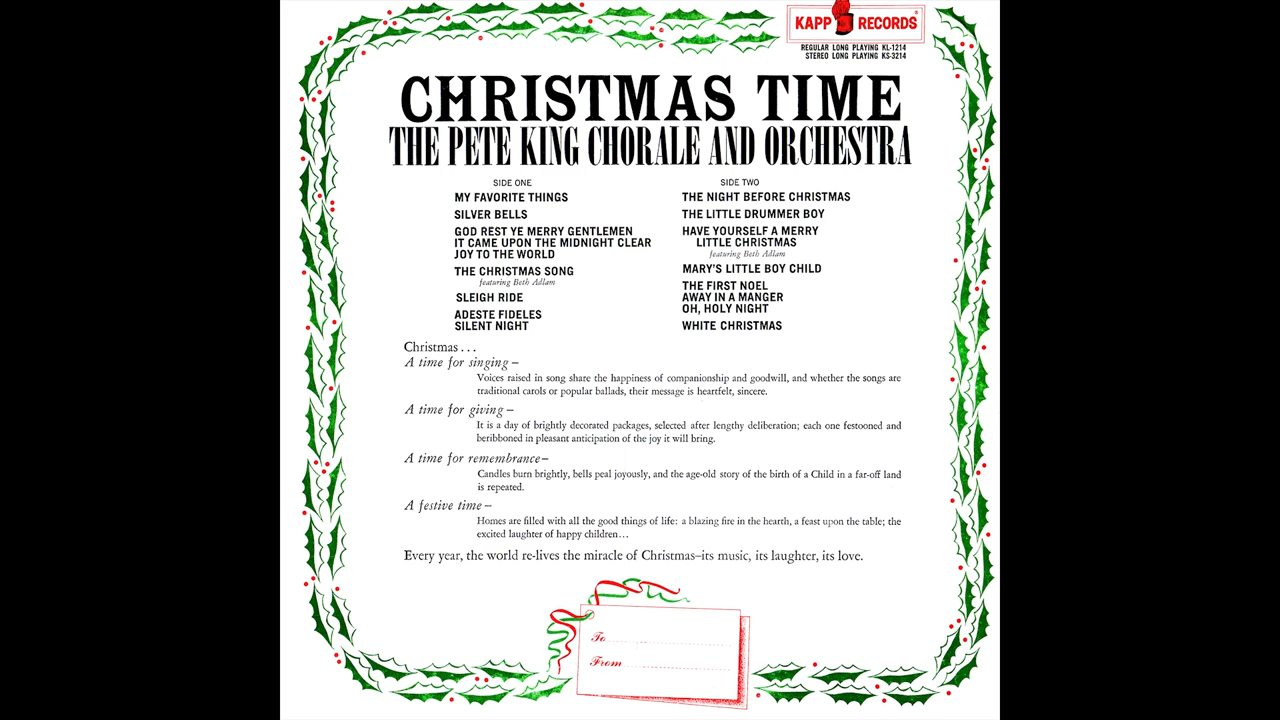 KAPP RECORDS®
REGULAR LONG PLAYING KL-1214
STEREO LONG PLAYING KS-3214
CHRISTMAS TIME
THE PETE KING CHORALE AND ORCHESTRA
SIDE ONE
MY FAVORITE THINGS
SILVER BELLS
GOD REST YE MERRY GENTLEMEN
IT CAME UPON THE MIDNIGHT CLEAR
JOY TO THE WORLD
THE CHRISTMAS SONG
featuring Beth Adlam
SLEIGH RIDE
ADESTE FIDELES
SILENT NIGHT
SIDE TWO
THE NIGHT BEFORE CHRISTMAS
THE LITTLE DRUMMER BOY
HAVE YOURSELF A MERRY
LITTLE CHRISTMAS
featuring Beth Adlam
MARY'S LITTLE BOY CHILD
THE FIRST NOEL
AWAY IN A MANGER
OH, HOLY NIGHT
WHITE CHRISTMAS
Christmas...
A time for singing–
Voices raised in song share the happiness of companionship and goodwill, and whether the songs are
traditional carols or popular ballads, their message is heartfelt, sincere.
A time for giving–
It is a day of brightly decorated packages, selected after lengthy deliberation; each one festooned and
beribboned in pleasant anticipation of the joy it will bring.
A time for remembrance–
Candles burn brightly, bells peal joyously, and the age-old story of the birth of a Child in a far-off land
is repeated.
A festive time–
Homes are filled with all the good things of life: a blazing fire in the hearth, a feast upon the table; the
excited laughter of happy children...
Every year, the world re-lives the miracle of Christmas–its music, its laughter, its love.
To
From